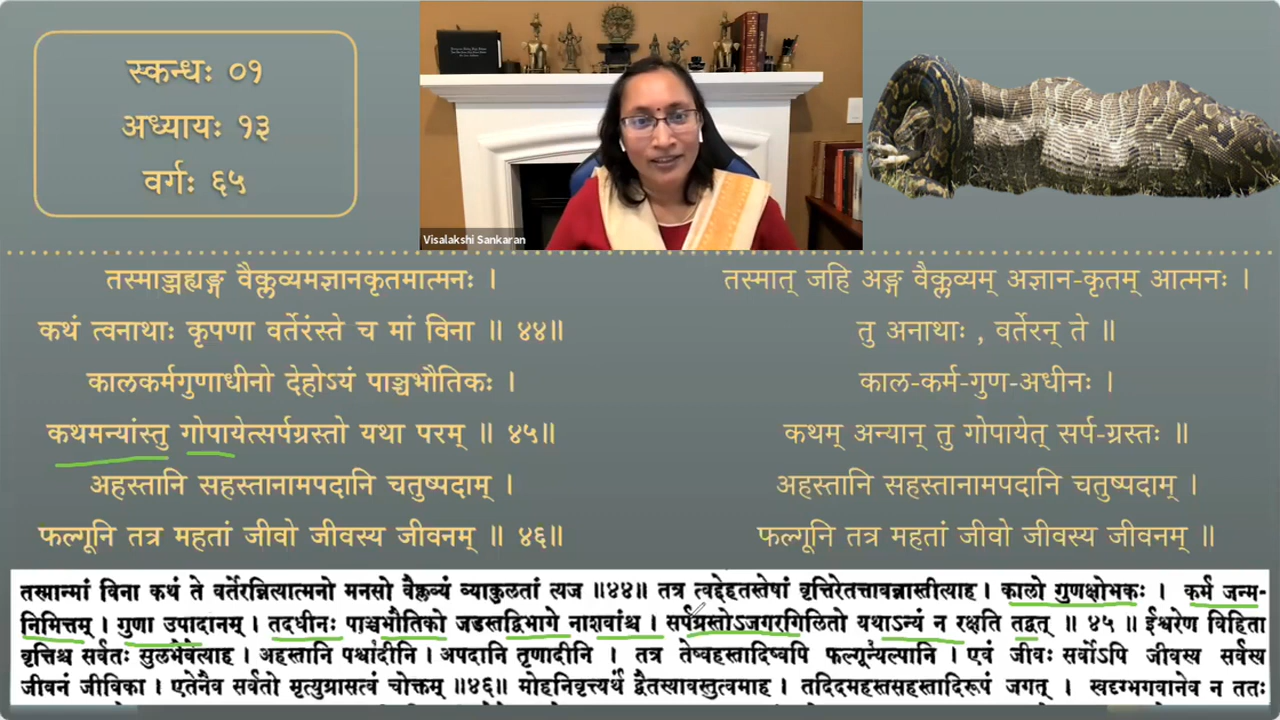 स्कन्धः ०१
अध्यायः १३
वर्गः ६५
Visalakshi Sankaran
तस्माज्जह्यङ्ग वैक्लव्यमज्ञानकृतमात्मनः ।
कथं त्वनाथाः कृपणा वर्तेरंस्ते च मां विना ॥ ४४॥
कालकर्मगुणाधीनो देहोऽयं पाञ्चभौतिकः ।
कथमन्यांस्तु गोपायेत्सर्पग्रस्तो यथा परम् ॥ ४५॥
अहस्तानि सहस्तानामपदानि चतुष्पदाम् ।
फल्गूनि तत्र महतां जीवो जीवस्य जीवनम् ॥ ४६॥
तस्मात् जहि अङ्ग वैक्लव्यम् अज्ञान-कृतम् आत्मनः ।
तु अनाथाः , वर्तेरन् ते ॥
काल-कर्म-गुण-अधीनः ।
कथम् अन्यान् तु गोपायेत् सर्प-ग्रस्तः ॥
अहस्तानि सहस्तानामपदानि चतुष्पदाम् ।
फल्गूनि तत्र महतां जीवो जीवस्य जीवनम् ॥
तस्मान्मां विना कथं ते वर्तेरन्नित्यात्मनो मनसो वैक्लव्यं व्याकुलतां त्यज ॥४४॥ तत्र त्वद्देहतस्तेषां वृत्तिरेतत्तावन्नास्तीत्याह । कालो गुणक्षोभकः । कर्म जन्म-
निमित्तम् । गुणा उपादानम् । तदधीनः पाञ्चभौतिको जडस्तद्विभागे नाशवांश्च । सर्पग्रस्तोऽजगरगिलितो यथाऽन्यं न रक्षति तद्वत् ॥ ४५ ॥ ईश्वरेण विहिता
वृत्तिश्च सर्वतः सुलभैवेत्याह । अहस्तानि पश्वादीनि । अपदानि तृणादीनि । तत्र तेष्वहस्तादिष्वपि फल्गून्यल्पानि । एवं जीवः सर्वोऽपि जीवस्य सर्वस्य
जीवनं जीविका । एतेनैव सर्वतो मृत्युग्रासत्वं चोक्तम् ॥४६॥ मोहनिवृत्त्यर्थं द्वैतस्यावस्तुत्वमाह । तदिदमहस्तसहस्तादिरूपं जगत् । स्वदृग्भगवानेव न ततः